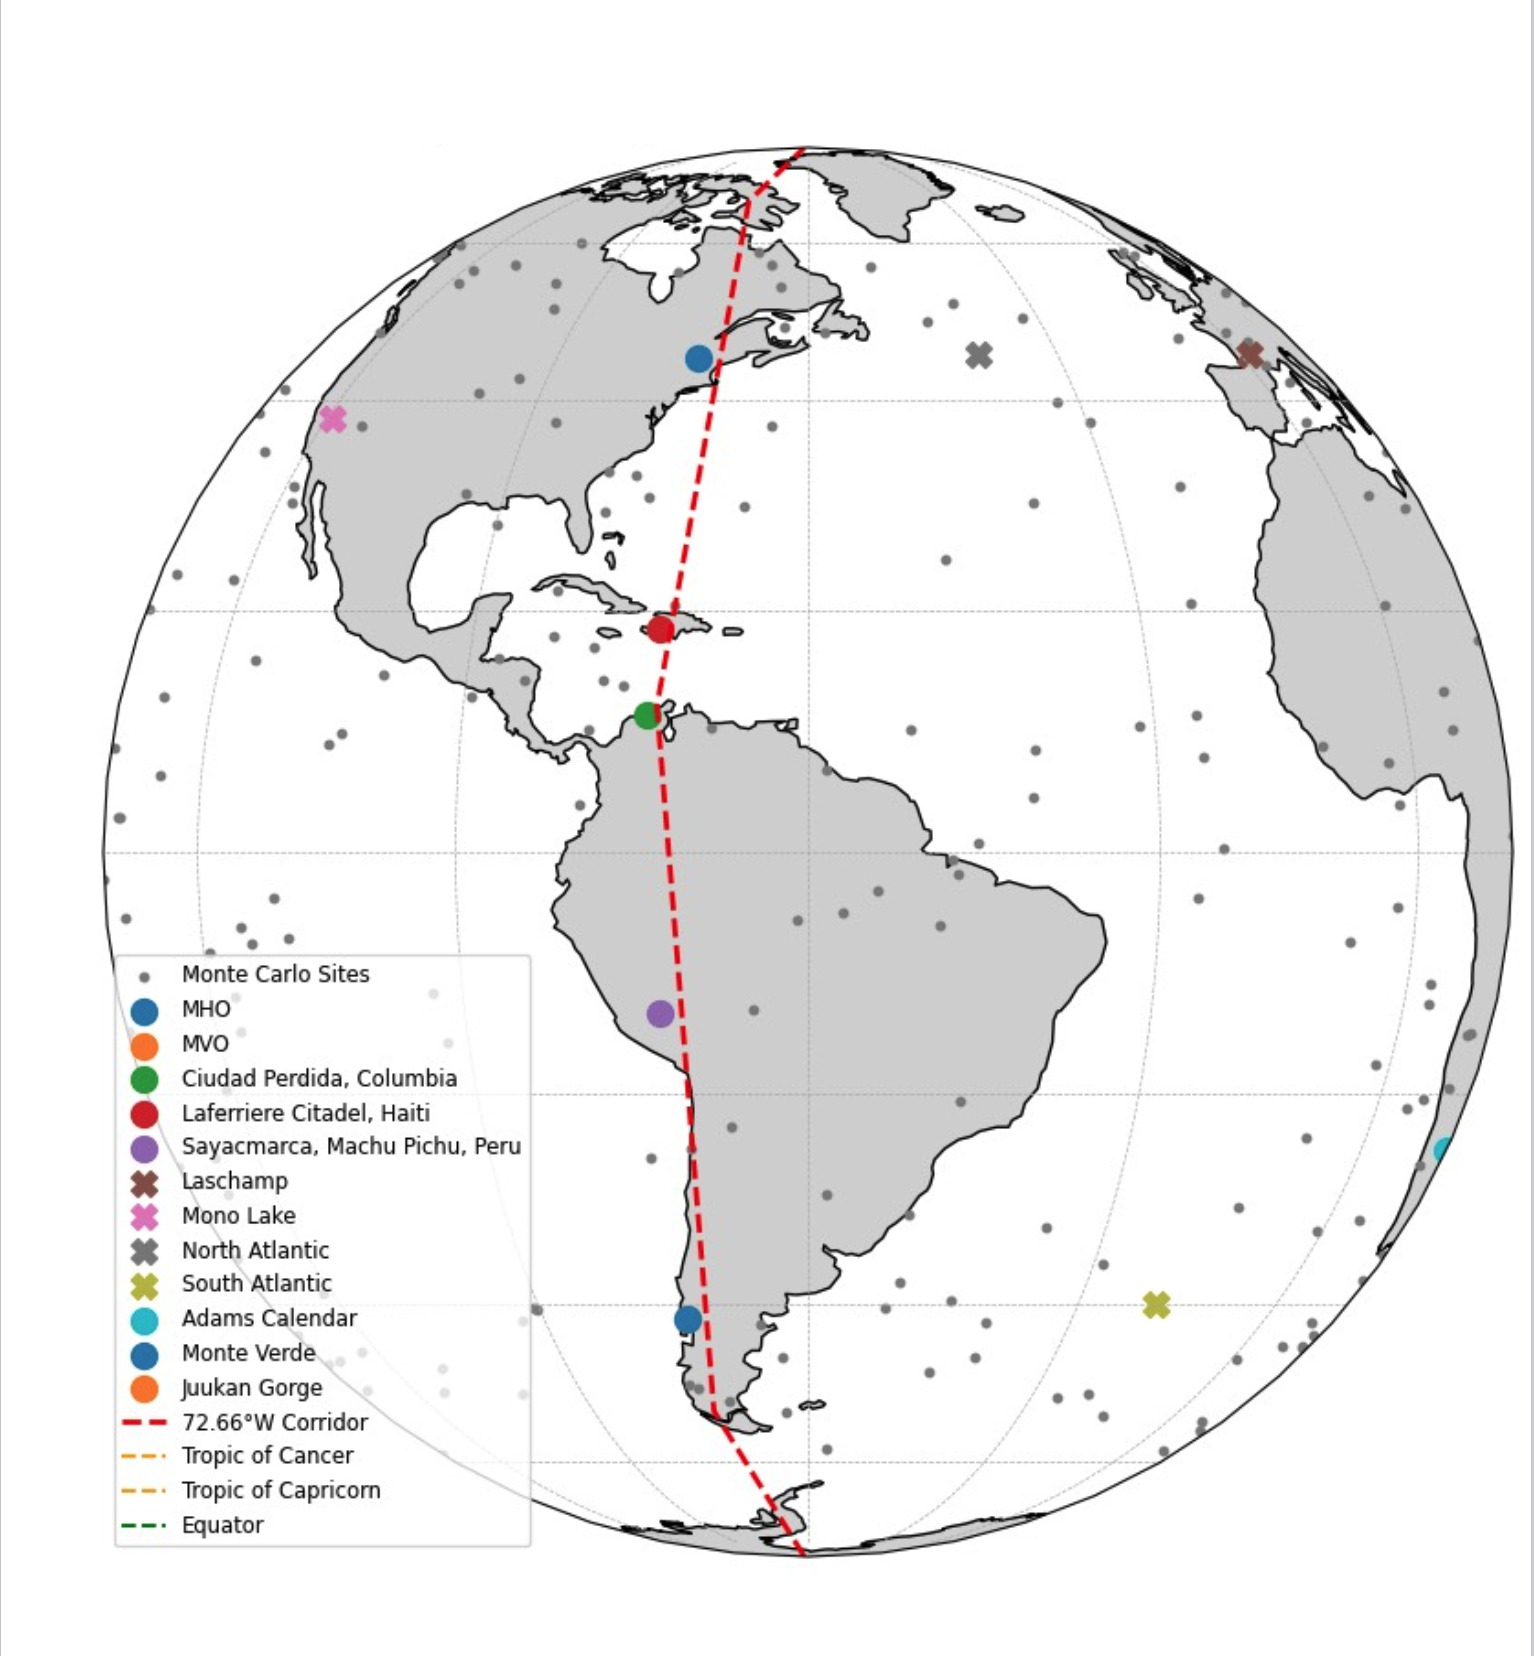 Monte Carlo Sites
MHO
MVO
Ciudad Perdida, Columbia
Laferriere Citadel, Haiti
Sayacmarca, Machu Pichu, Peru
Laschamp
Mono Lake
North Atlantic
South Atlantic
Adams Calendar
Monte Verde
Juukan Gorge
72.66°W Corridor
Tropic of Cancer
Tropic of Capricorn
Equator